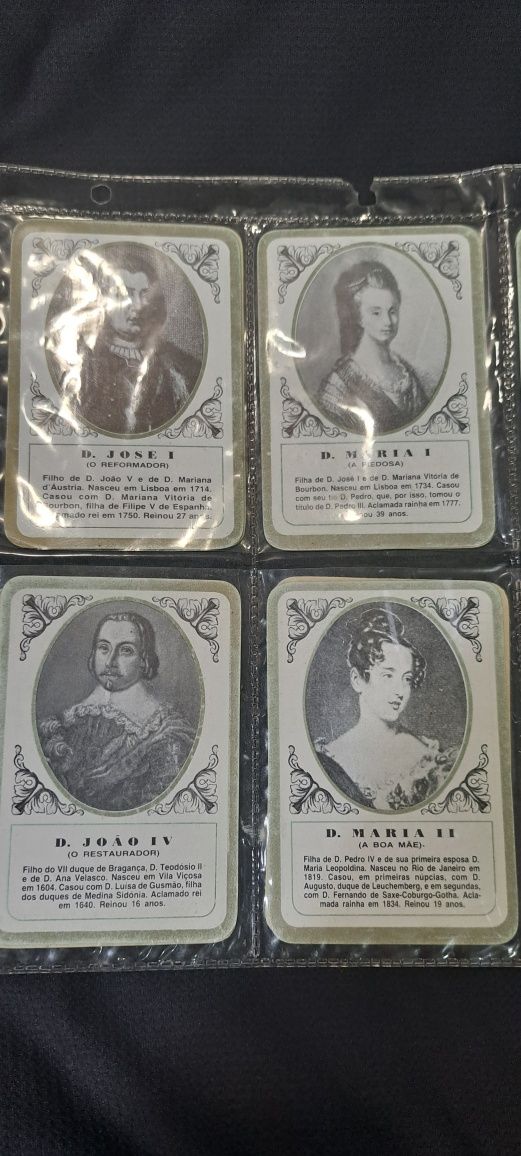 D. JOSE I
(O REFORMADOR)
Filho de D. João V e de D. Mariana
d'Áustria. Nasceu em Lisboa em 1714.
Casou com D. Mariana Vitória de
Bourbon, filha de Filipe V de Espanha.
amado rei em 1750. Reinou 27 anos.
D. MARIA I
(A PIEDOSA)
Filha de D. José I e de D. Mariana Vitória de
Bourbon. Nasceu em Lisboa em 1734. Casou
com seu tio D. Pedro, que, por isso, tomou o
título de D. Pedro III. Aclamada rainha em 1777.
ou 39 anos.
D. JOÃO IV
(O RESTAURADOR)
Filho do VII duque de Bragança, D. Teodósio II
e de D. Ana Velasco. Nasceu em Vila Viçosa
em 1604. Casou com D. Luísa de Gusmão, filha
dos duques de Medina Sidónia. Aclamado rei
em 1640. Reinou 16 anos.
D. MARIA II
(A BOA MÃE)-
Filha de D. Pedro IV e de sua primeira esposa D.
Maria Leopoldina. Nasceu no Rio de Janeiro em
1819. Casou, em primeiras núpcias, com D.
Augusto, duque de Leuchemberg, e em segundas,
com D. Fernando de Saxe-Coburgo-Gotha. Acla-
mada rainha em 1834. Reinou 19 anos.